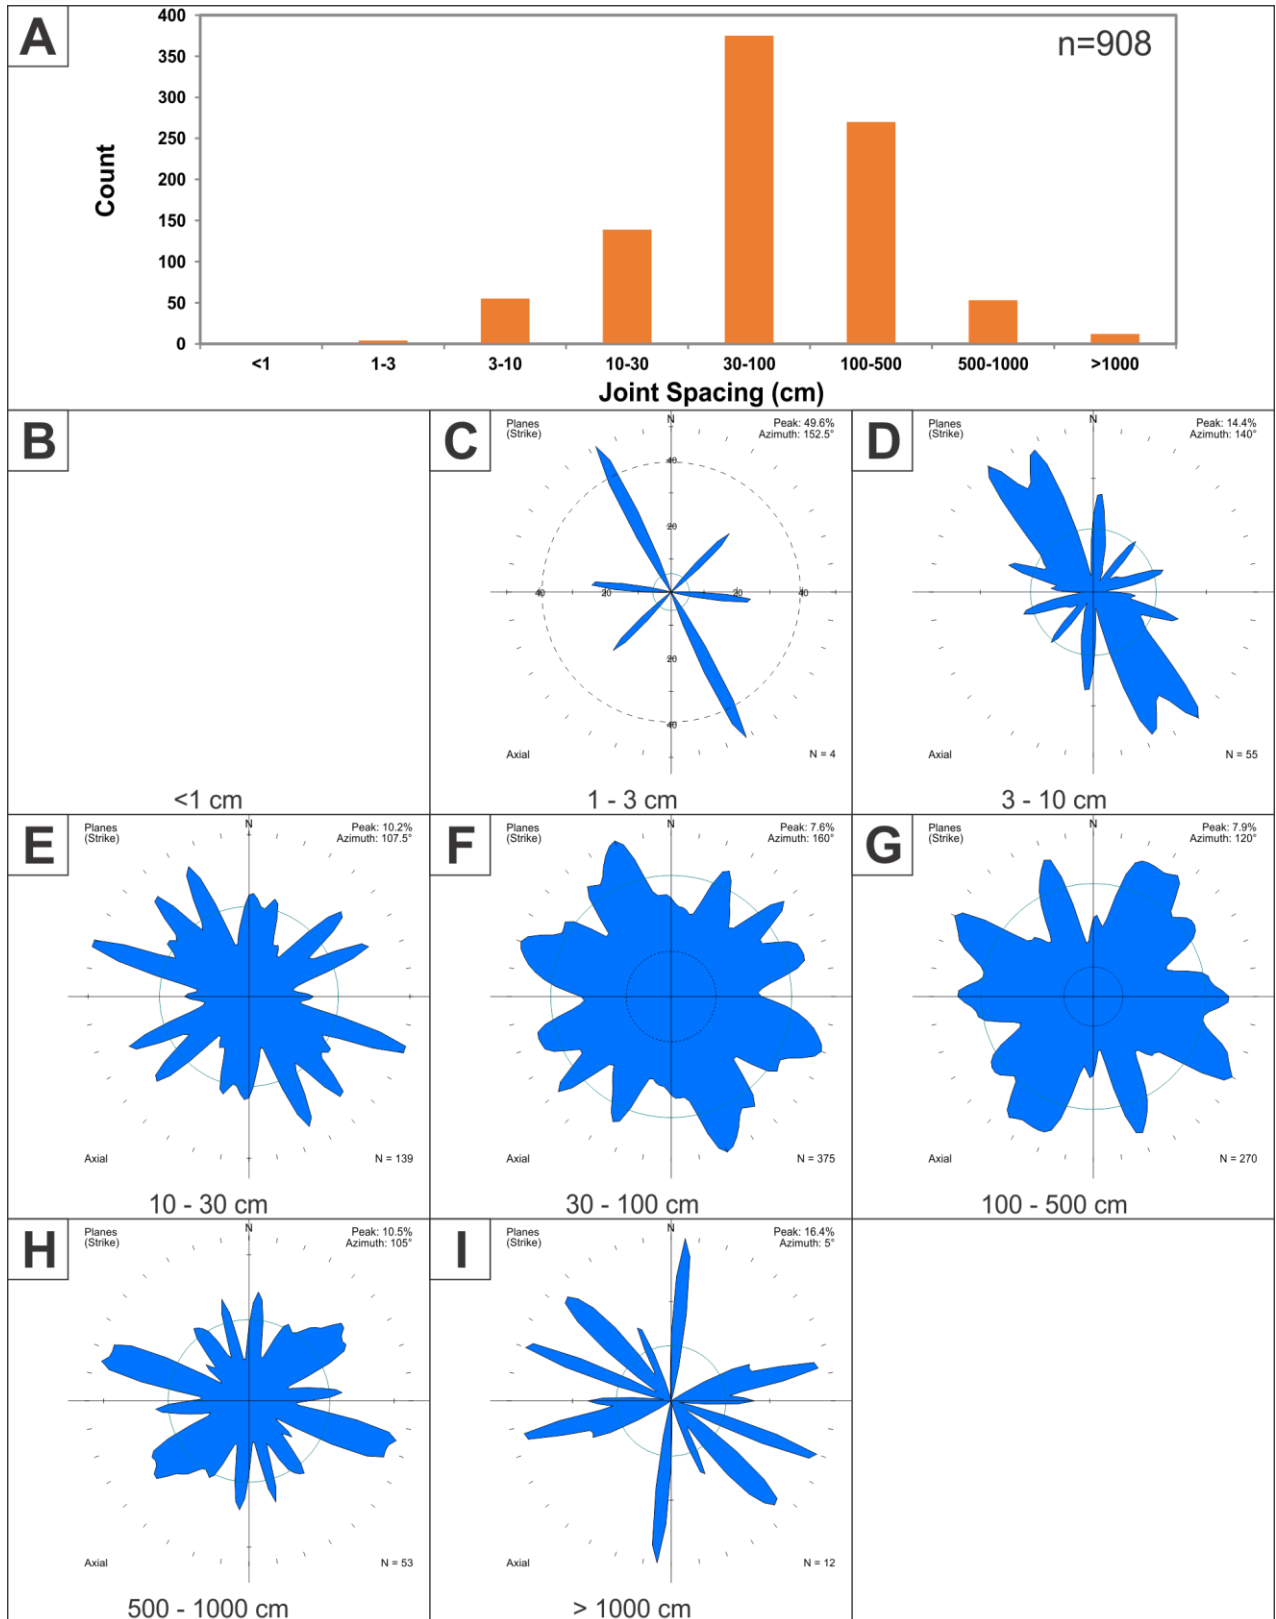 A
n=908
400
350
300
250
200
150
100
50
0
Count
<1 1-3 3-10 10-30 30-100 100-500 500-1000 >1000
Joint Spacing (cm)
B
<1 cm
C
Planes
(Strike)
N
Peak: 49.6%
Azimuth: 152.5°
40
20
40 20 20 40
20
40
Axial
N = 4
1 - 3 cm
D
Planes
(Strike)
N
Peak: 14.4%
Azimuth: 140°
Axial
N = 55
3 - 10 cm
E
Planes
(Strike)
N
Peak: 10.2%
Azimuth: 107.5°
Axial
N = 139
10 - 30 cm
F
Planes
(Strike)
N
Peak: 7.6%
Azimuth: 160°
Axial
N = 375
30 - 100 cm
G
Planes
(Strike)
N
Peak: 7.9%
Azimuth: 120°
Axial
N = 270
100 - 500 cm
H
Planes
(Strike)
N
Peak: 10.5%
Azimuth: 105°
Axial
N = 53
500 - 1000 cm
I
Planes
(Strike)
N
Peak: 16.4%
Azimuth: 5°
Axial
N = 12
> 1000 cm